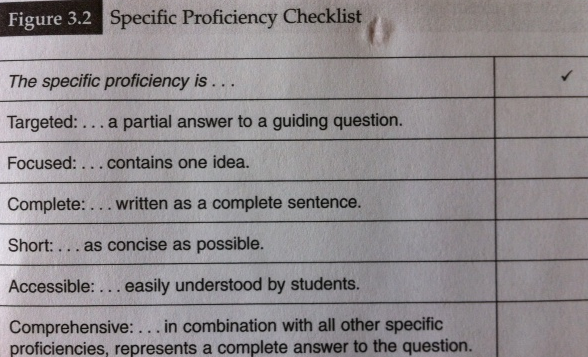 Figure 3.2 Specific Proficiency Checklist
The specific proficiency is . . . ✓
Targeted: . . . a partial answer to a guiding question.
Focused: . . . contains one idea.
Complete: . . . written as a complete sentence.
Short: . . . as concise as possible.
Accessible: . . . easily understood by students.
Comprehensive: . . . in combination with all other specific
proficiencies, represents a complete answer to the question.